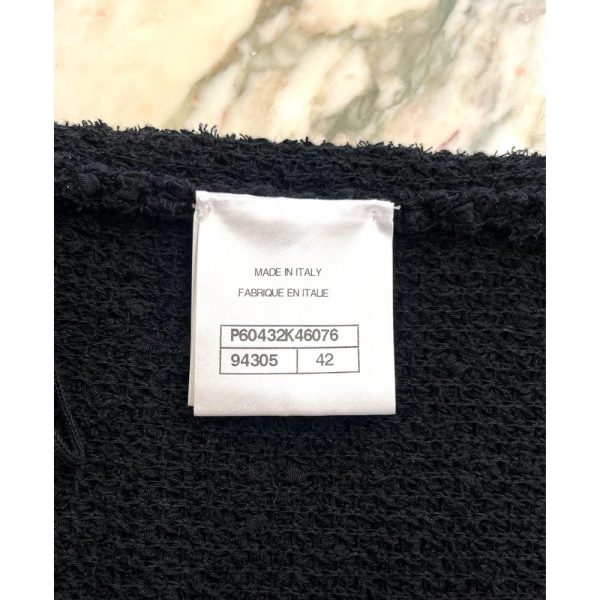 MADE IN ITALY
FABRIQUE EN ITALIE
P60432K46076
94305 42